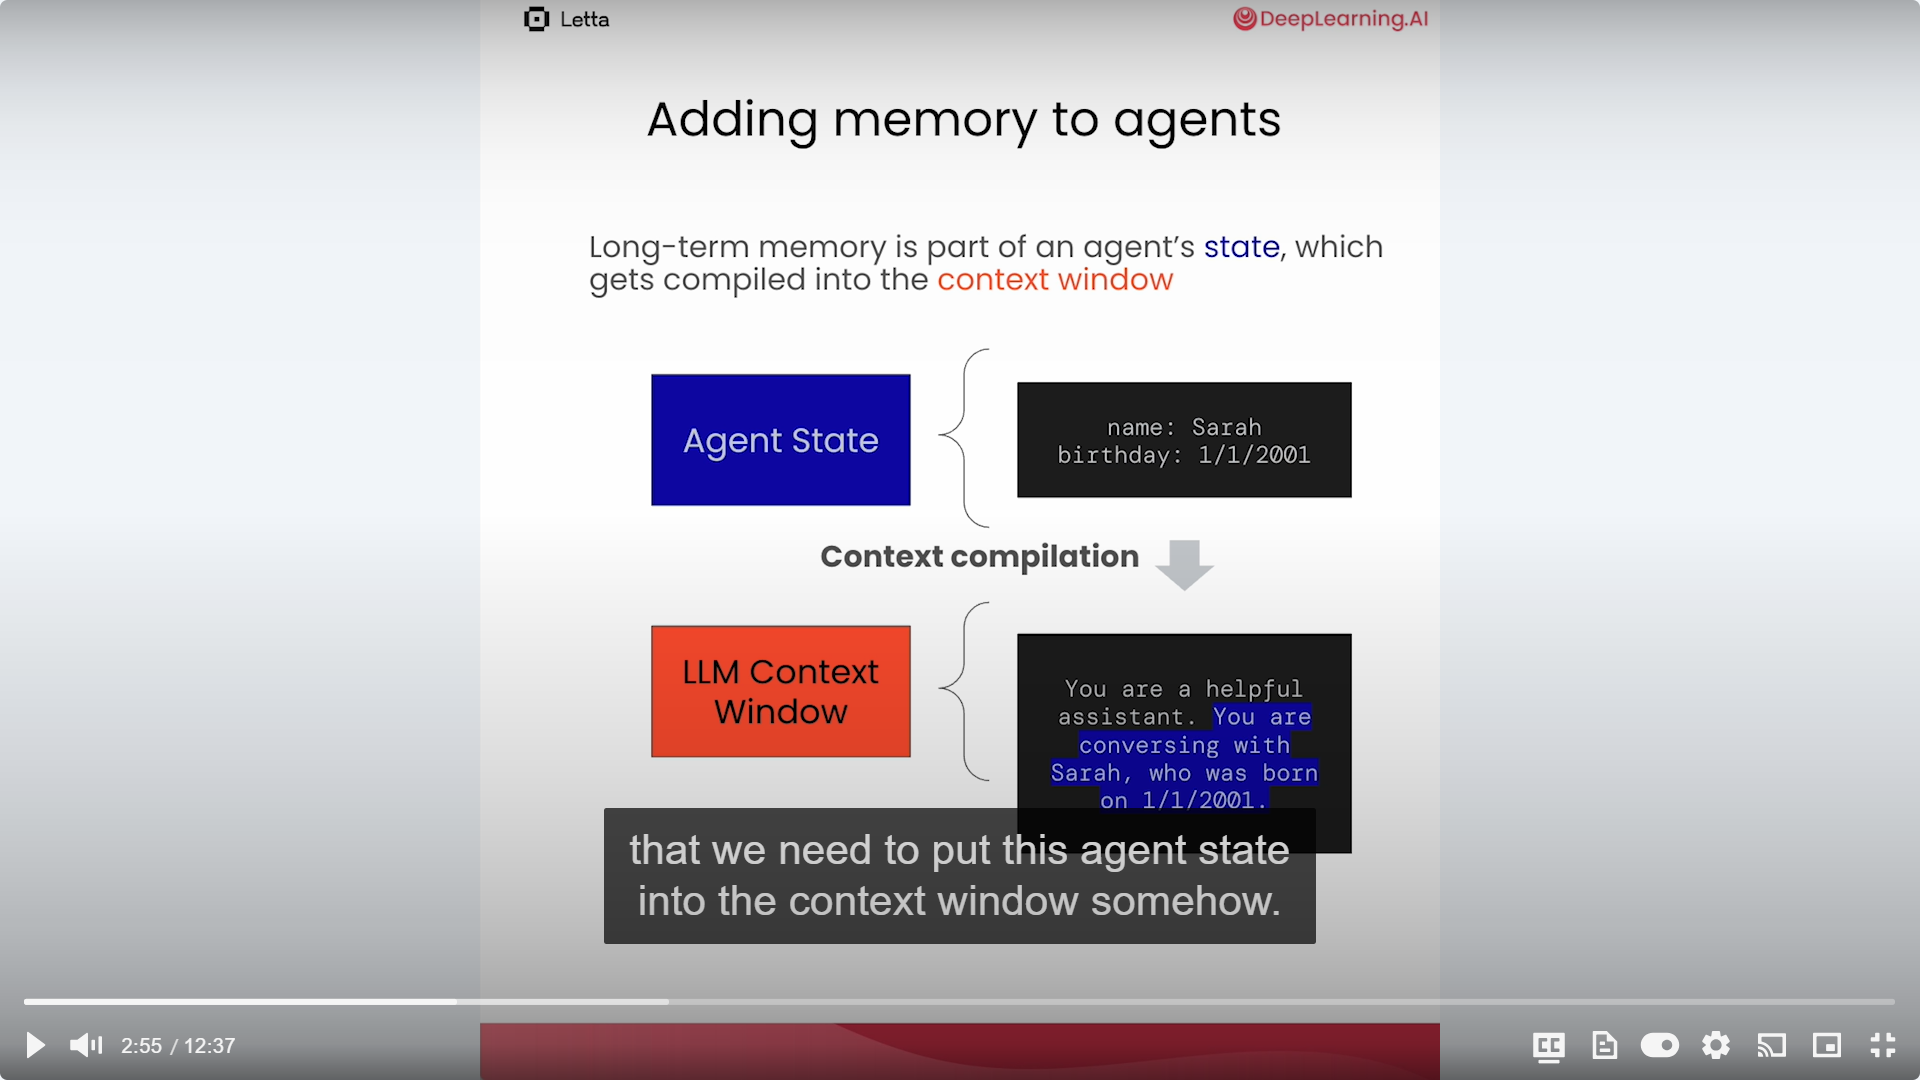 Letta
DeepLearning.AI
Adding memory to agents
Long-term memory is part of an agent's state, which
gets compiled into the context window
Agent State
name: Sarah
birthday: 1/1/2001
Context compilation
LLM Context
Window
You are a helpful
assistant. You are
conversing with
Sarah, who was born
on 1/1/2001.
that we need to put this agent state
into the context window somehow.
2:55 / 12:37
CC